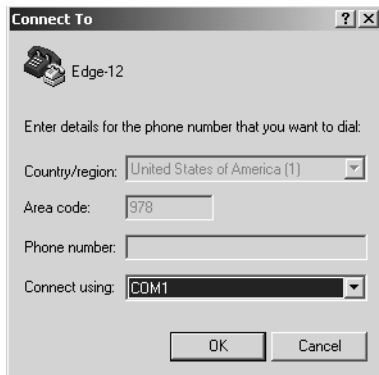 Connect To
Edge-12
Enter details for the phone number that you want to dial:
Country/region: United States of America (1)
Area code: 978
Phone number:
Connect using: COM1
OK Cancel